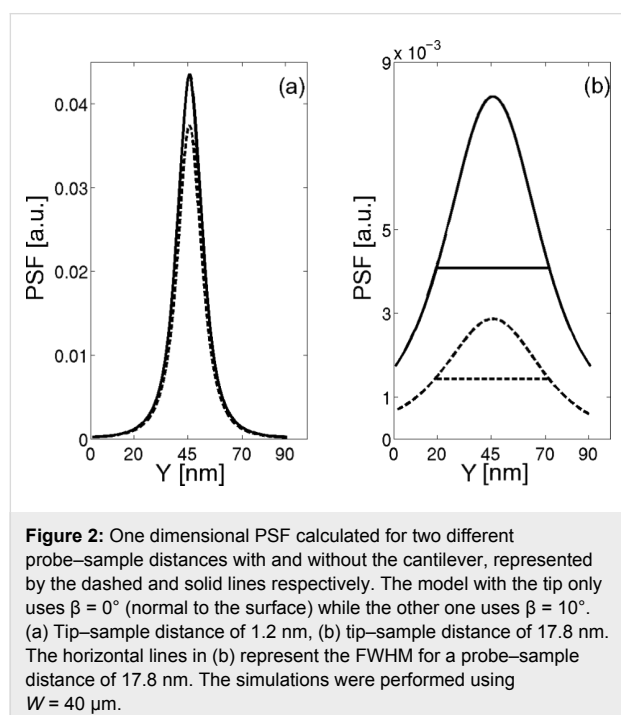 (a)
0.04
0.03
0.02
0.01
0
PSF [a.u.]
0 20 45 70 90
Y [nm]
9 x 10⁻³
(b)
5
3
1
0
PSF [a.u.]
0 20 45 70 90
Y [nm]
Figure 2: One dimensional PSF calculated for two different
probe–sample distances with and without the cantilever, represented
by the dashed and solid lines respectively. The model with the tip only
uses β = 0° (normal to the surface) while the other one uses β = 10°.
(a) Tip–sample distance of 1.2 nm, (b) tip–sample distance of 17.8 nm.
The horizontal lines in (b) represent the FWHM for a probe–sample
distance of 17.8 nm. The simulations were performed using
W = 40 μm.